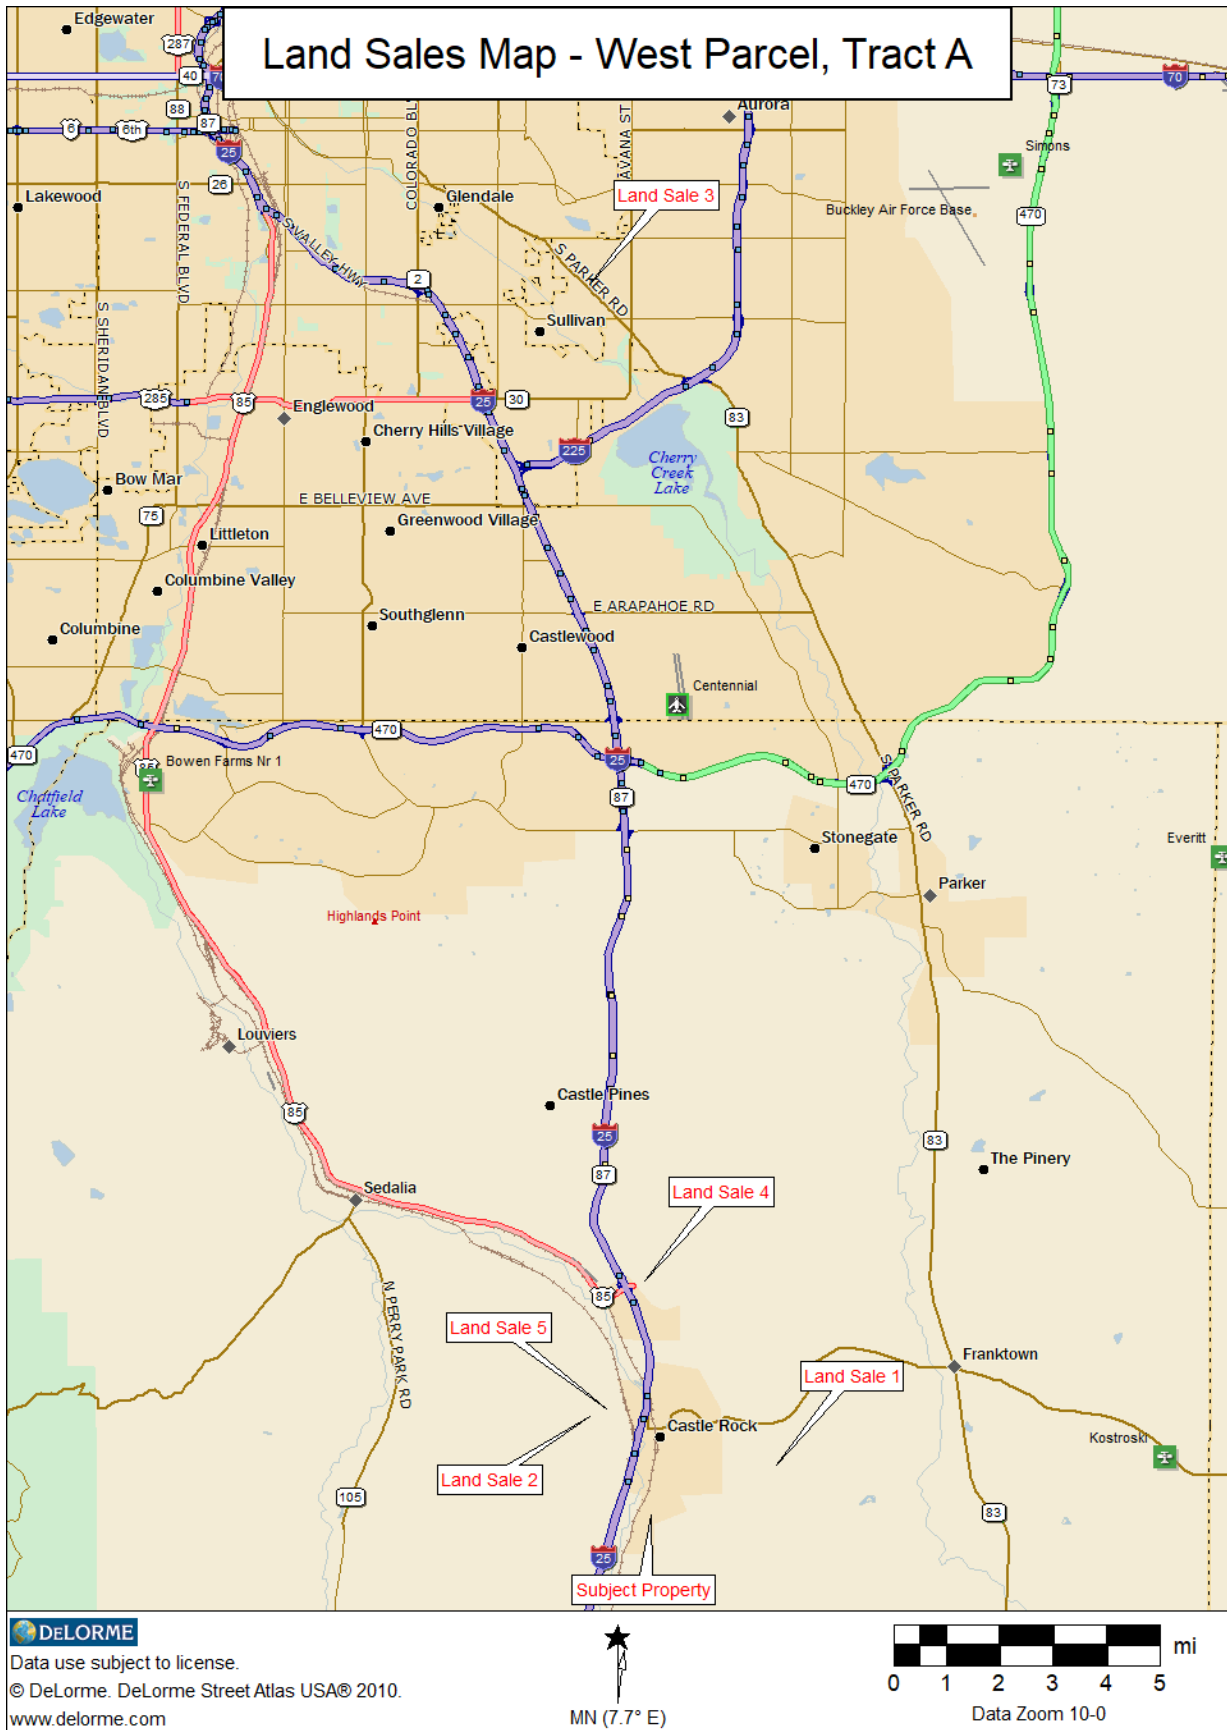 Land Sales Map - West Parcel, Tract A
Edgewater
287
40
70
70
73
88
87
6
6th
25
Aurora
Simons
26
Lakewood
S FEDERAL BLVD
COLORADO BL
AVANA ST
Glendale
Land Sale 3
Buckley Air Force Base
470
S VALLEY HWY
2
S PARKER RD
Sullivan
S SHERIDAN BLVD
285
85
Englewood
25
30
Cherry Hills Village
83
225
Cherry
Creek
Lake
Bow Mar
E BELLEVIEW AVE
75
Greenwood Village
Littleton
Columbine Valley
Southglenn
E ARAPAHOE RD
Columbine
Castlewood
Centennial
470
470
85
Bowen Farms Nr 1
25
470
S PARKER RD
Chatfield
Lake
87
Stonegate
Everitt
Parker
Highlands Point
Louviers
Castle Pines
85
25
83
The Pinery
87
Sedalia
Land Sale 4
N PERRY PARK RD
85
Land Sale 5
Franktown
Land Sale 1
Castle Rock
Kostroski
Land Sale 2
105
83
25
Subject Property
DELORME
Data use subject to license.
© DeLorme. DeLorme Street Atlas USA® 2010.
www.delorme.com
MN (7.7° E)
mi
0 1 2 3 4 5
Data Zoom 10-0